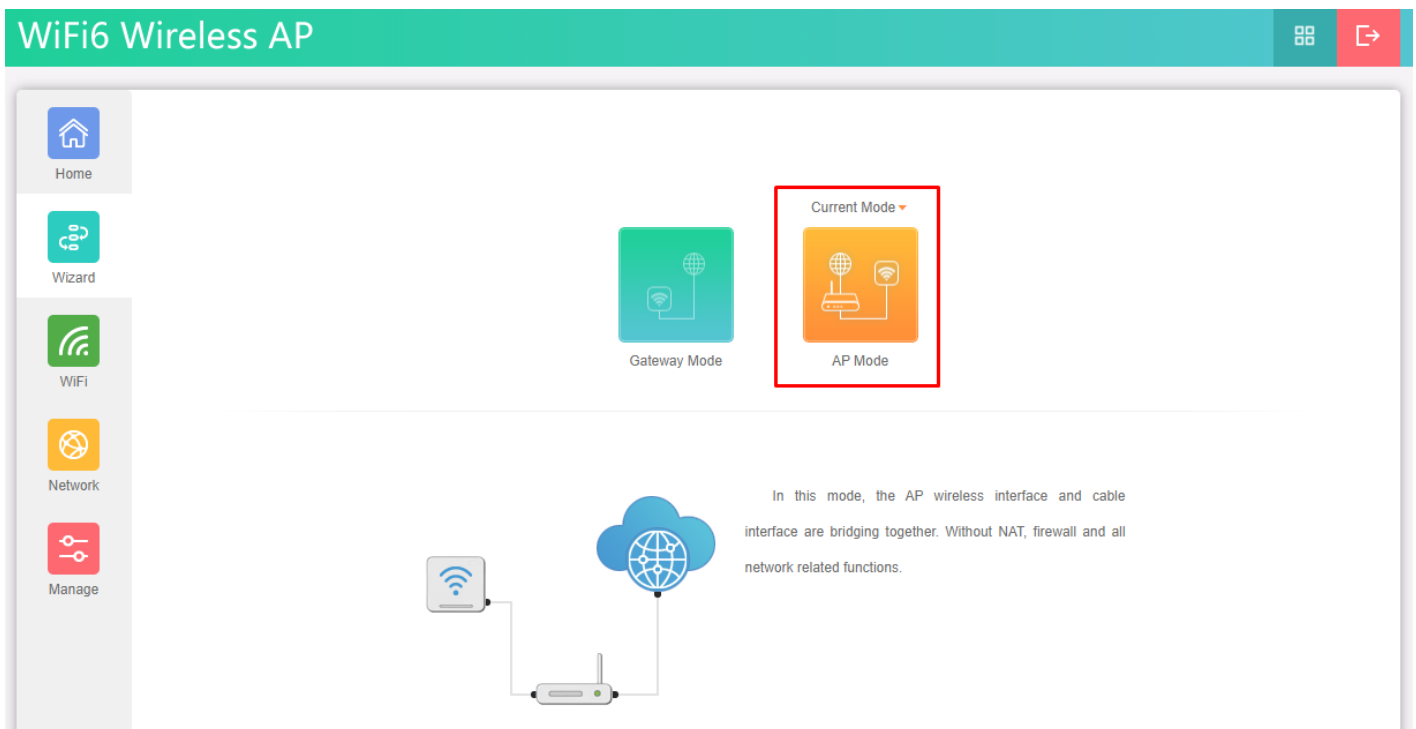 WiFi6 Wireless AP
Home
Wizard
WiFi
Network
Manage
Current Mode
Gateway Mode
AP Mode
In this mode, the AP wireless interface and cable
interface are bridging together. Without NAT, firewall and all
network related functions.